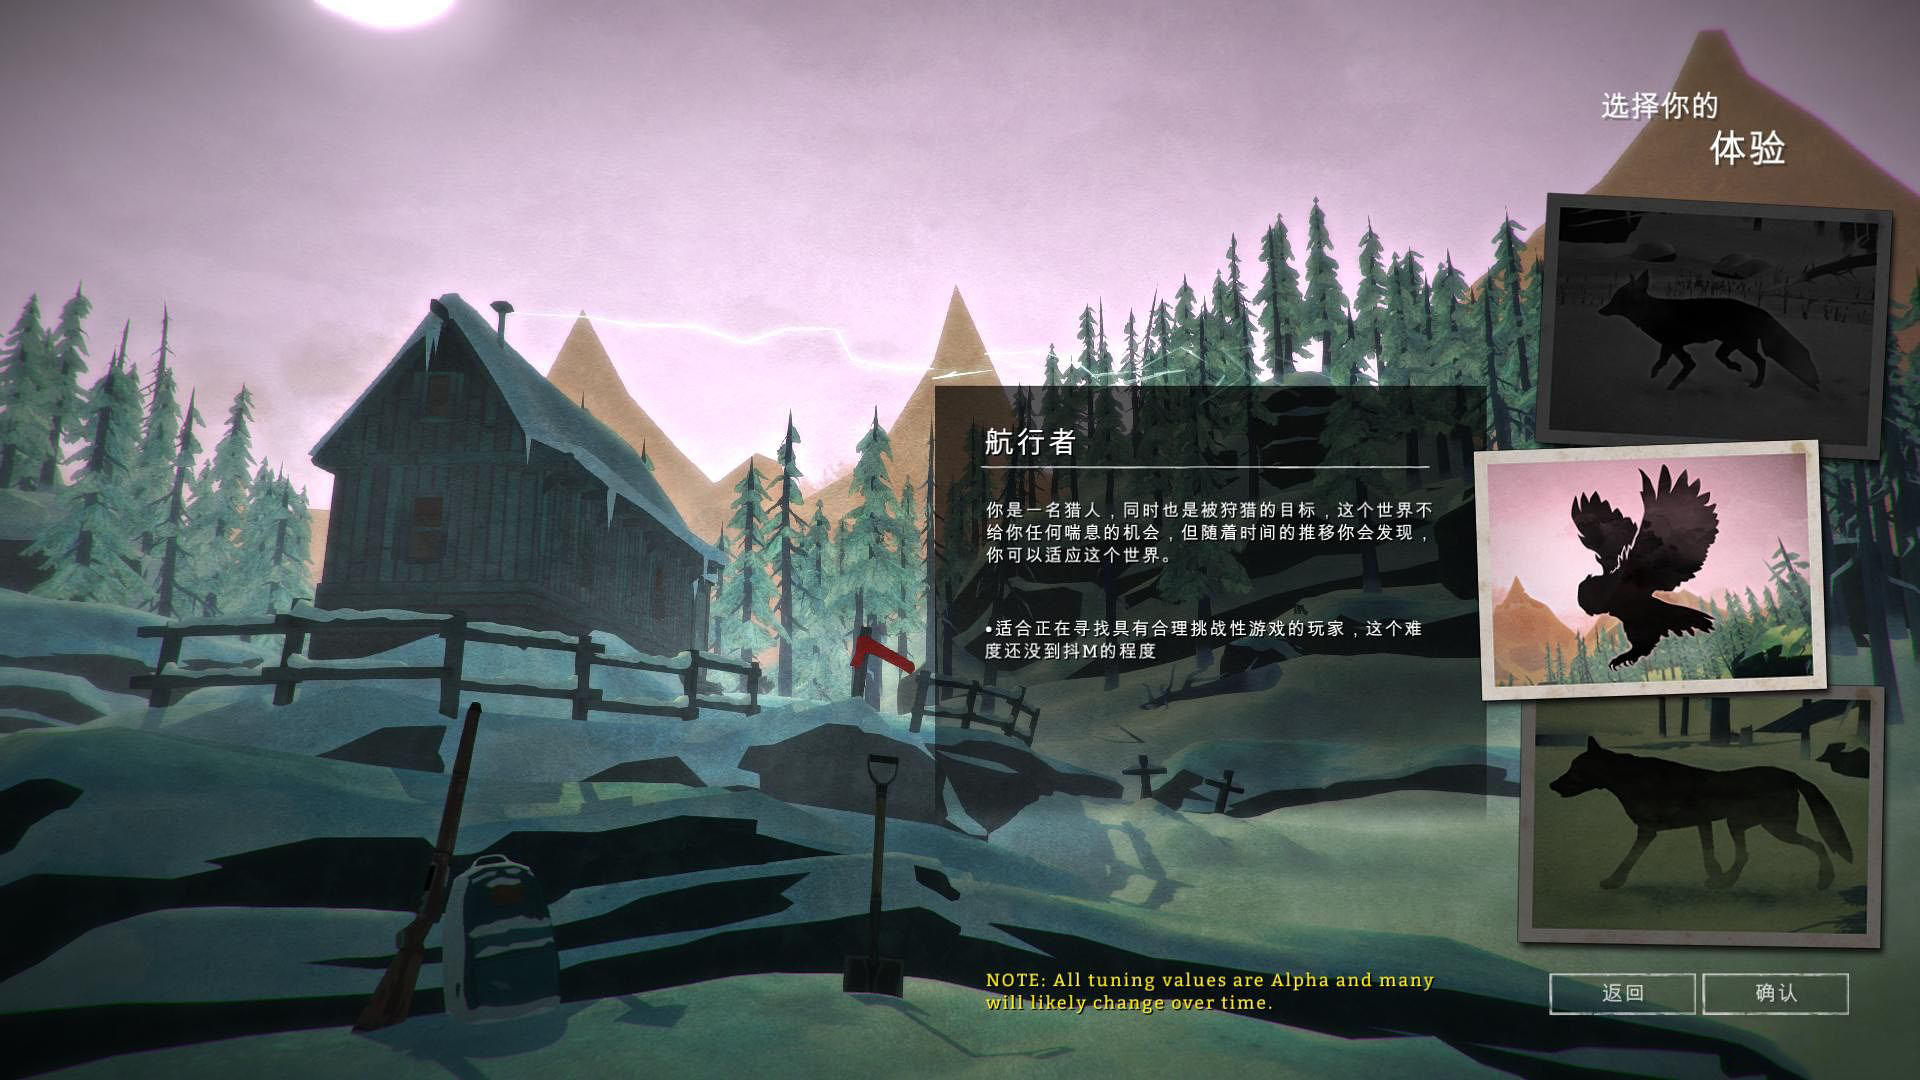 选择你的
体验
航行者
你是一名猎人，同时也是被狩猎的目标，这个世界不
给你任何喘息的机会，但随着时间的推移你会发现，
你可以适应这个世界。
•适合正在寻找具有合理挑战性游戏的玩家，这个难
度还没到抖M的程度
NOTE: All tuning values are Alpha and many
will likely change over time.
返回
确认